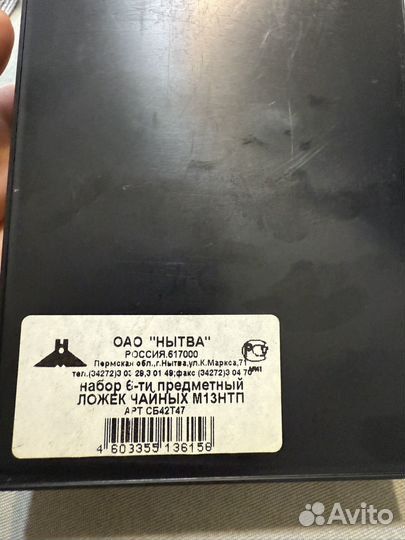 ОАО "НЫТВА"
РОССИЯ.617000
Пермская обл.,г.Нытва,ул.К.Маркса,71
тел.(34272)3 03 29,3 01 49;факс (34272)3 04 70
набор 6-ти предметный
ЛОЖЕК ЧАЙНЫХ М13НТП
АРТ СБ42Т47
4 603355 136156
Avito